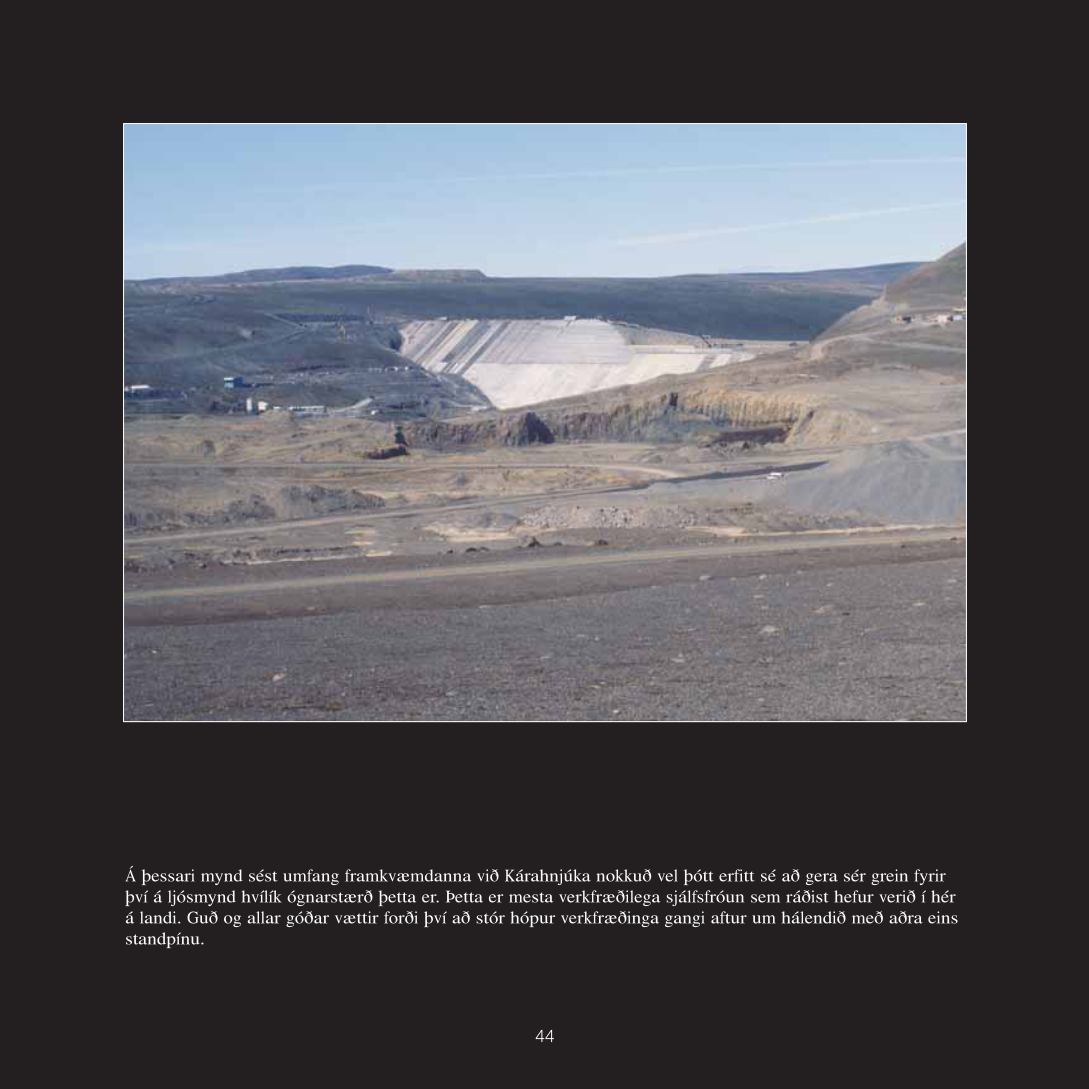 Á þessari mynd sést umfang framkvæmdanna við Kárahnjúka nokkuð vel þótt erfitt sé að gera sér grein fyrir
því á ljósmynd hvílík ógnarstærð þetta er. Þetta er mesta verkfræðilega sjálfsfróun sem ráðist hefur verið í hér
á landi. Guð og allar góðar vættir forði því að stór hópur verkfræðinga gangi aftur um hálendið með aðra eins
standpínu.
44